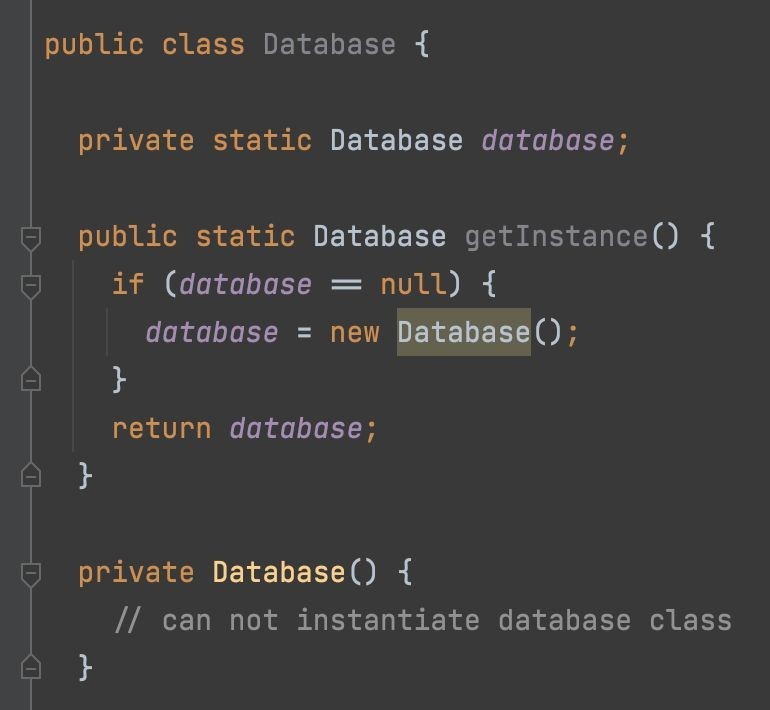 public class Database {
private static Database database;
public static Database getInstance() {
if (database == null) {
database = new Database();
}
return database;
}
private Database() {
// can not instantiate database class
}